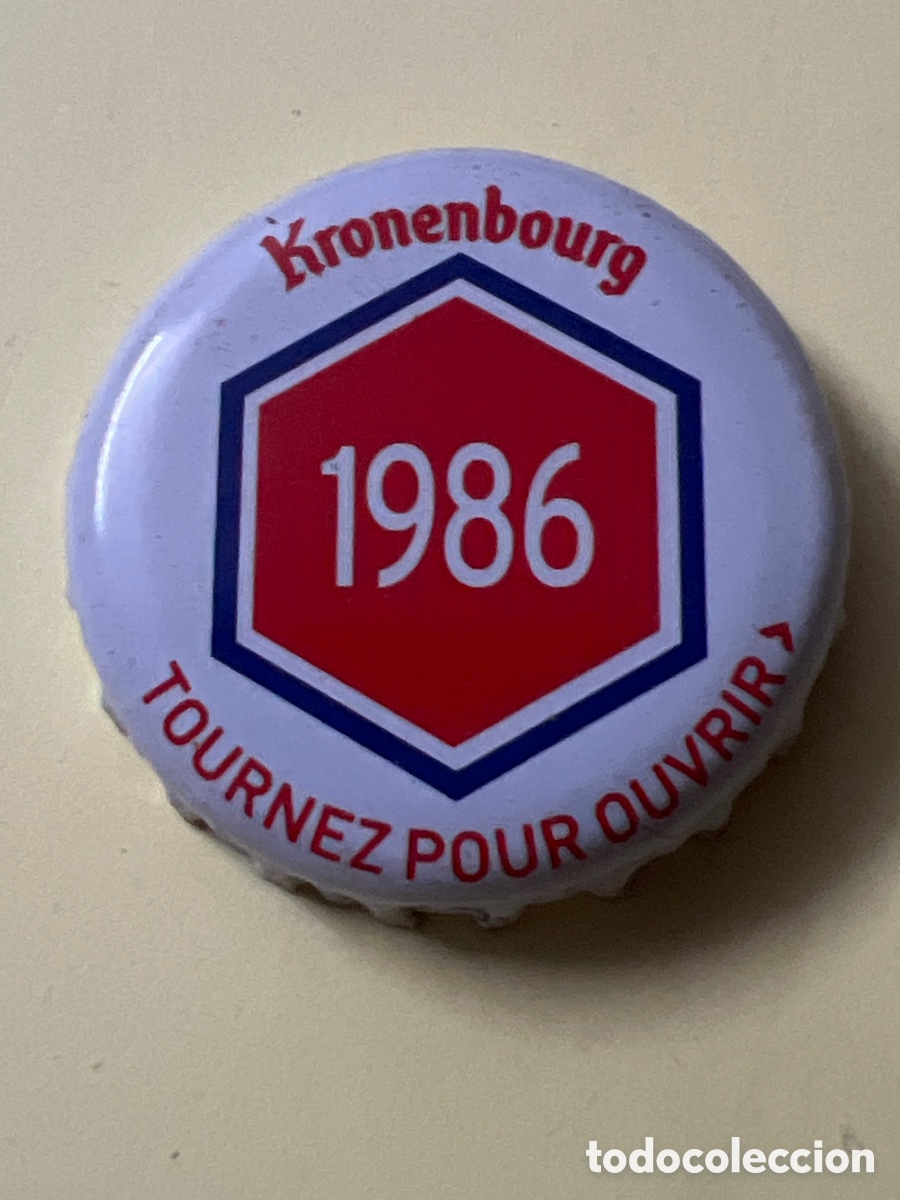 Kronenbourg
1986
TOURNEZ POUR OUVRIR >
todocoleccion